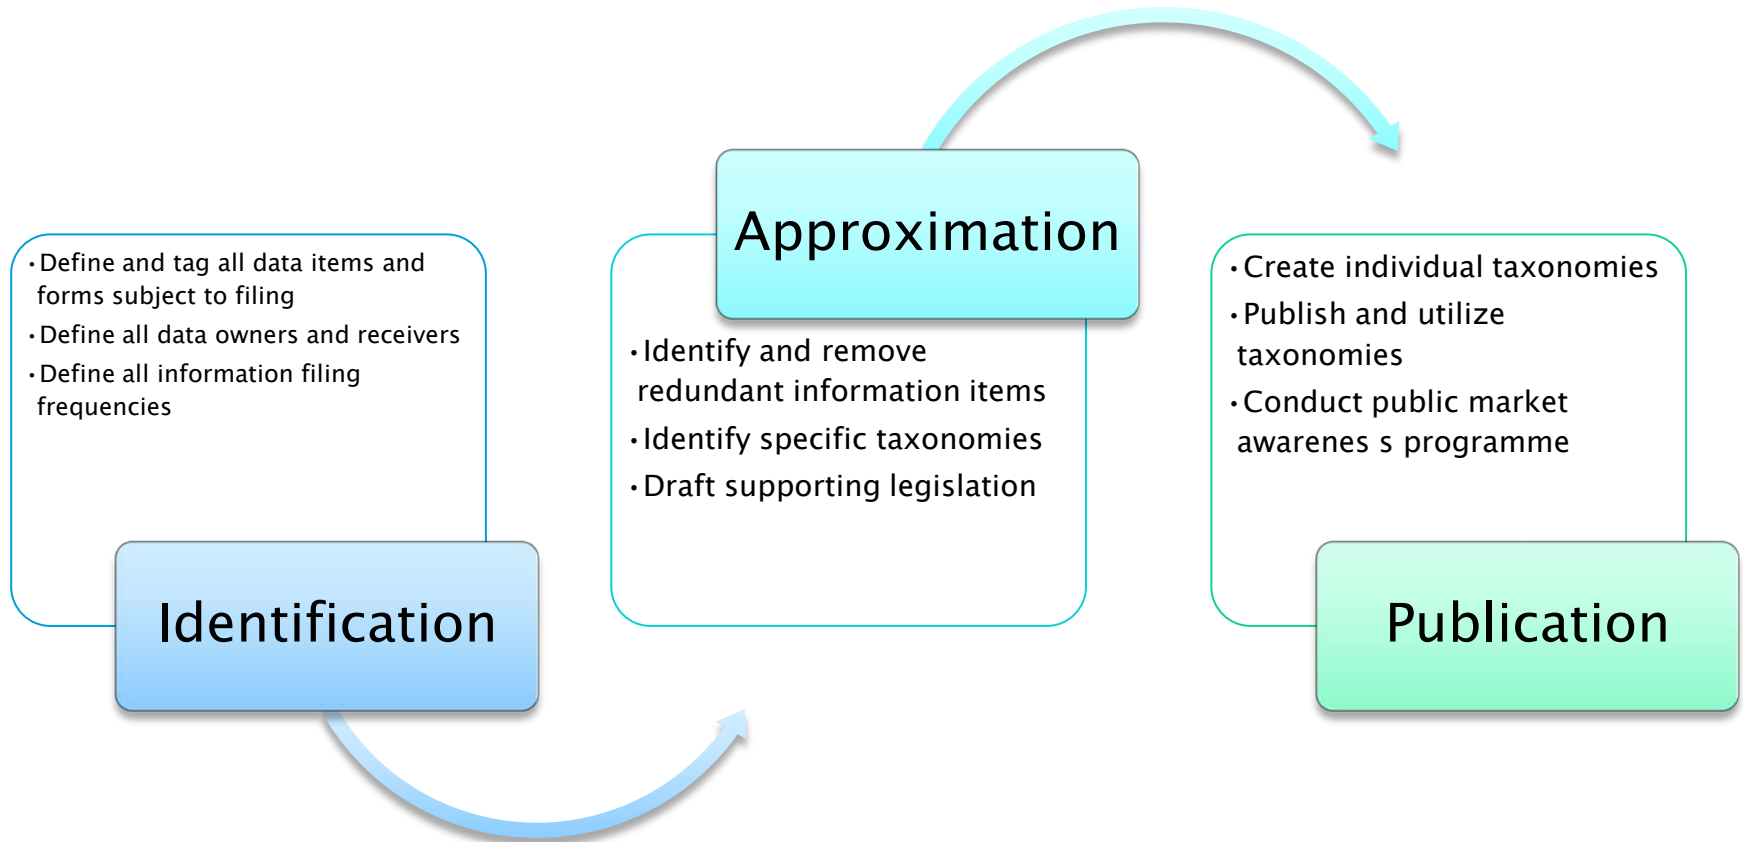 ·Define and tag all data items and
forms subject to filing
·Define all data owners and receivers
·Define all information filing
frequencies
Identification
Approximation
·Identify and remove
redundant information items
·Identify specific taxonomies
·Draft supporting legislation
·Create individual taxonomies
·Publish and utilize
taxonomies
·Conduct public market
awarenes s programme
Publication